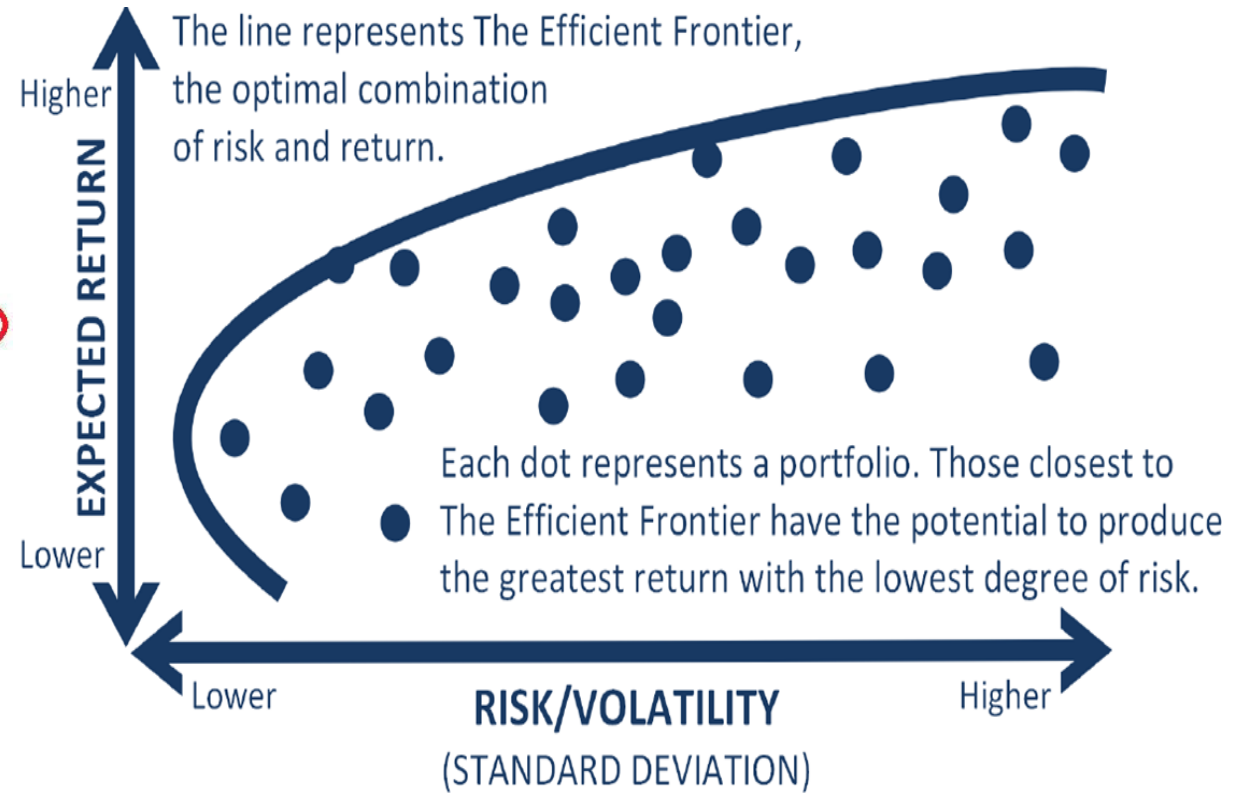 The line represents The Efficient Frontier,
the optimal combination
of risk and return.
Higher
EXPECTED RETURN
Lower
Each dot represents a portfolio. Those closest to
The Efficient Frontier have the potential to produce
the greatest return with the lowest degree of risk.
Lower
Higher
RISK/VOLATILITY
(STANDARD DEVIATION)